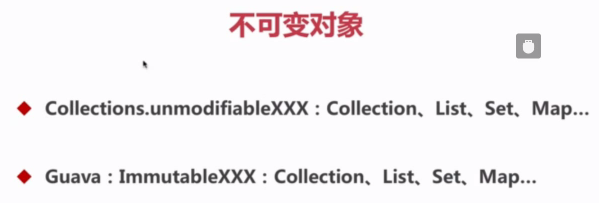 不可变对象
Collections.unmodifiableXXX：Collection、List、Set、Map...
Guava：ImmutableXXX：Collection、List、Set、Map...